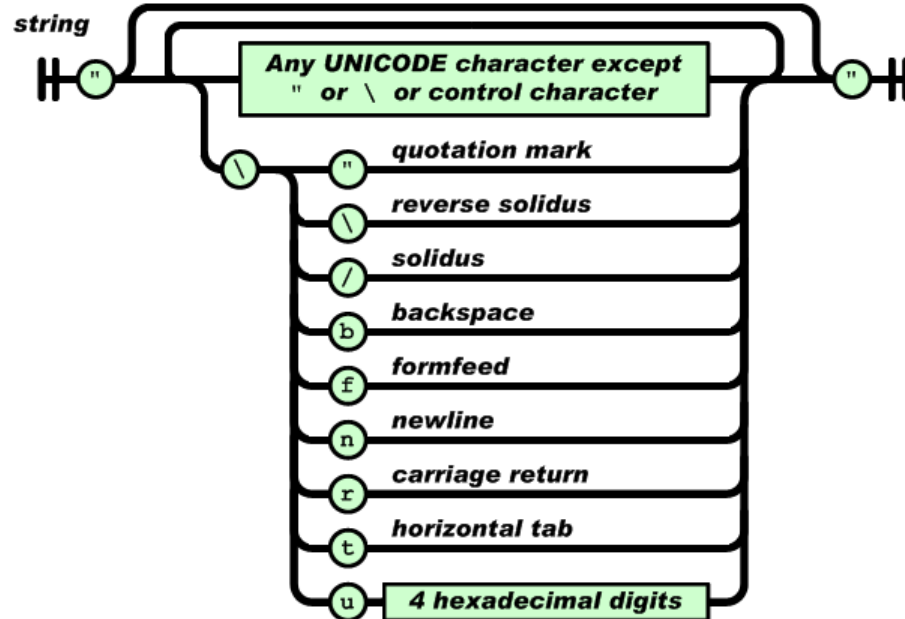 string
" Any UNICODE character except "
" or \ or control character
\ " quotation mark
\ reverse solidus
/ solidus
b backspace
f formfeed
n newline
r carriage return
t horizontal tab
u 4 hexadecimal digits